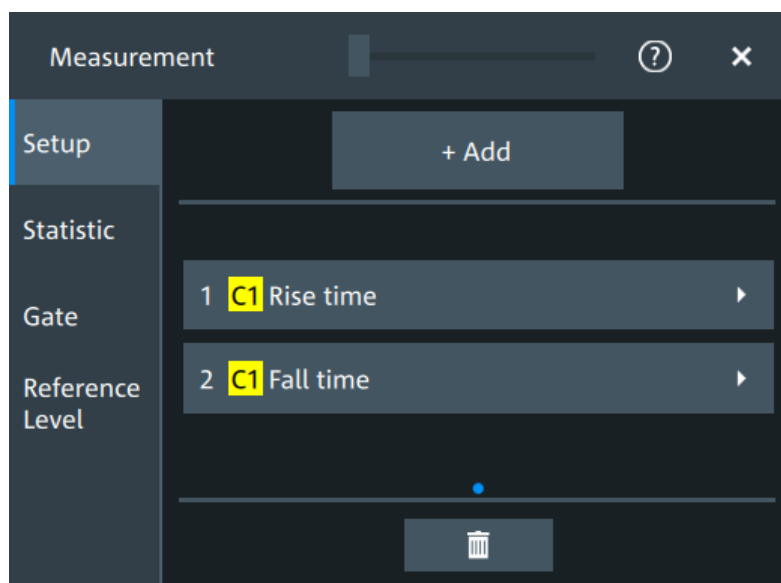 Measurement ?
Setup
+ Add
Statistic
1 C1 Rise time
Gate
2 C1 Fall time
Reference
Level